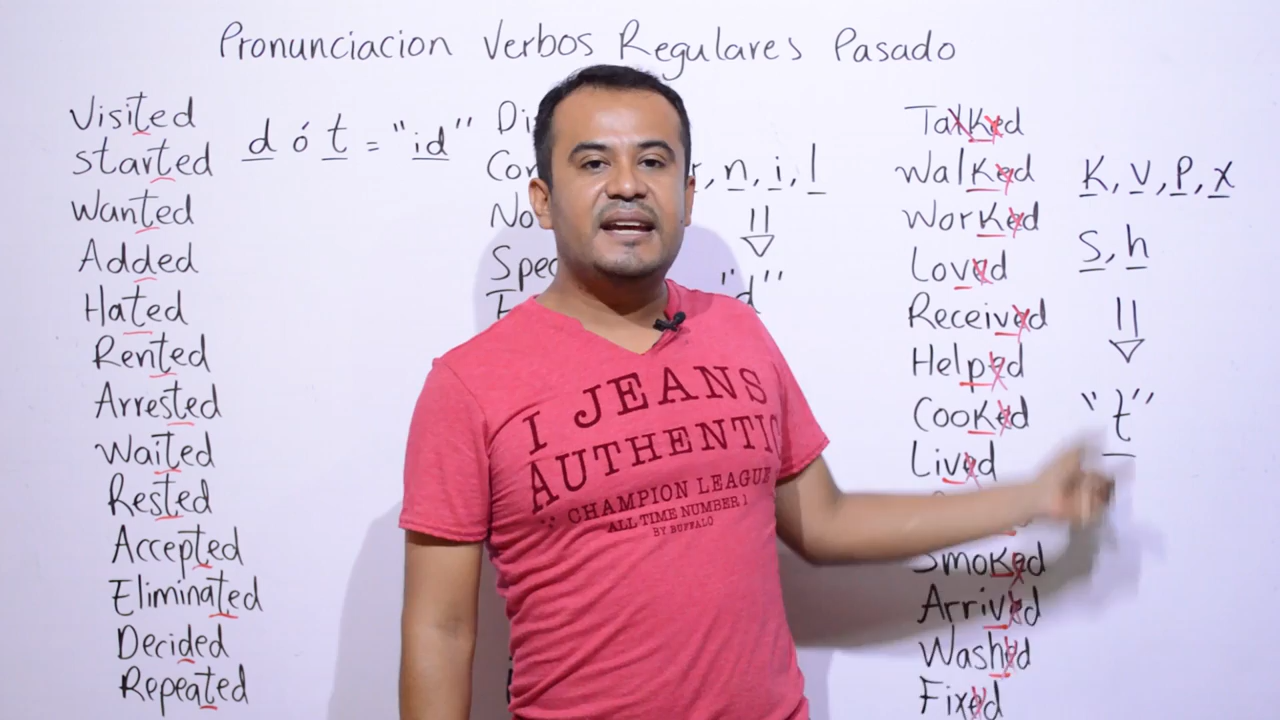 Pronunciacion Verbos Regulares Pasado
Visited
started
Wanted
Added
Hated
Rented
Arrested
Waited
Rested
Accepted
Eliminated
Decided
Repeated
d ó t = "id"
n, i, l
"d"
Talked
Walked
Worked
Loved
Received
Helped
Cooked
Lived
Smoked
Arrived
Washed
Fixed
K, v, P, x
s, h
"t"
I JEANS
AUTHENTIC
CHAMPION LEAGUE
ALL TIME NUMBER 1
BY BUFFALO